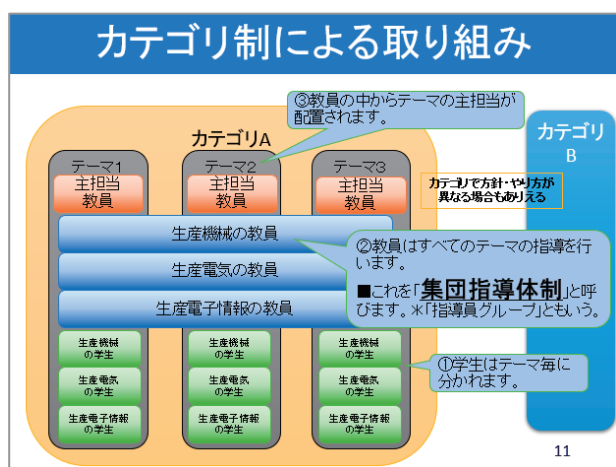 カテゴリ制による取り組み
③教員の中からテーマの主担当が
配置されます。
カテゴリA
カテゴリ
B
テーマ1
テーマ2
テーマ3
主担当
教員
主担当
教員
主担当
教員
カテゴリで方針・やり方が
異なる場合もありえる
生産機械の教員
生産電気の教員
生産電子情報の教員
②教員はすべてのテーマの指導を行
います。
■これを「集団指導体制」と呼
びます。＊「指導員グループ」ともいう。
生産機械
の学生
生産機械
の学生
生産機械
の学生
生産電気
の学生
生産電気
の学生
生産電気
の学生
生産電子情報
の学生
生産電子情報
の学生
生産電子情報
の学生
①学生はテーマ毎に
分かれます。
11